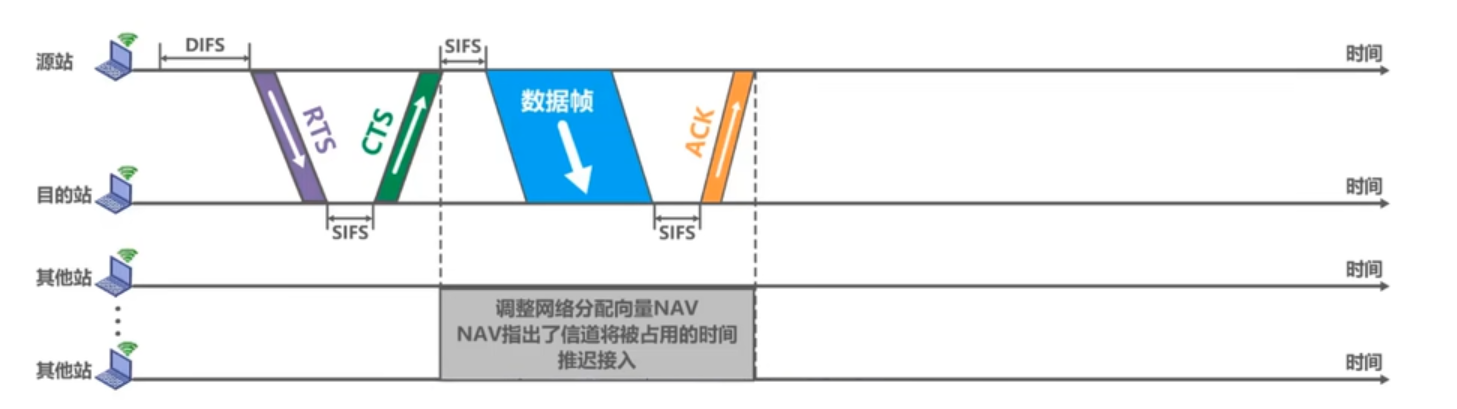 DIFS
SIFS
源站
时间
RTS
CTS
数据帧
ACK
目的站
时间
SIFS
SIFS
其他站
时间
调整网络分配向量NAV
NAV指出了信道将被占用的时间
推迟接入
其他站
时间